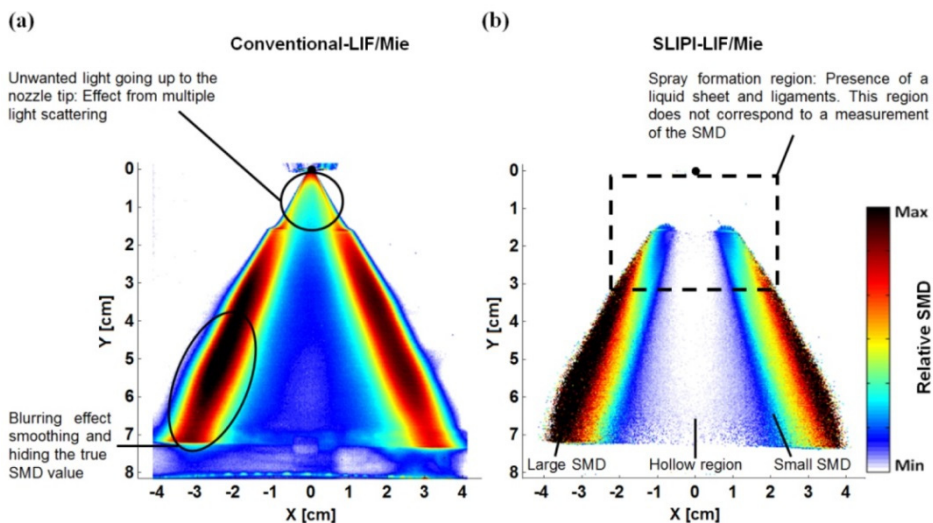 (a)
Conventional-LIF/Mie
Unwanted light going up to the
nozzle tip: Effect from multiple
light scattering
0
1
2
3
4
5
6
7
8
Y [cm]
Blurring effect
smoothing and
hiding the true
SMD value
-4 -3 -2 -1 0 1 2 3 4
X [cm]
(b)
SLIPI-LIF/Mie
Spray formation region: Presence of a
liquid sheet and ligaments. This region
does not correspond to a measurement
of the SMD
0
1
2
3
4
5
6
7
8
Y [cm]
Large SMD
Hollow region
Small SMD
-4 -3 -2 -1 0 1 2 3 4
X [cm]
Max
Relative SMD
Min